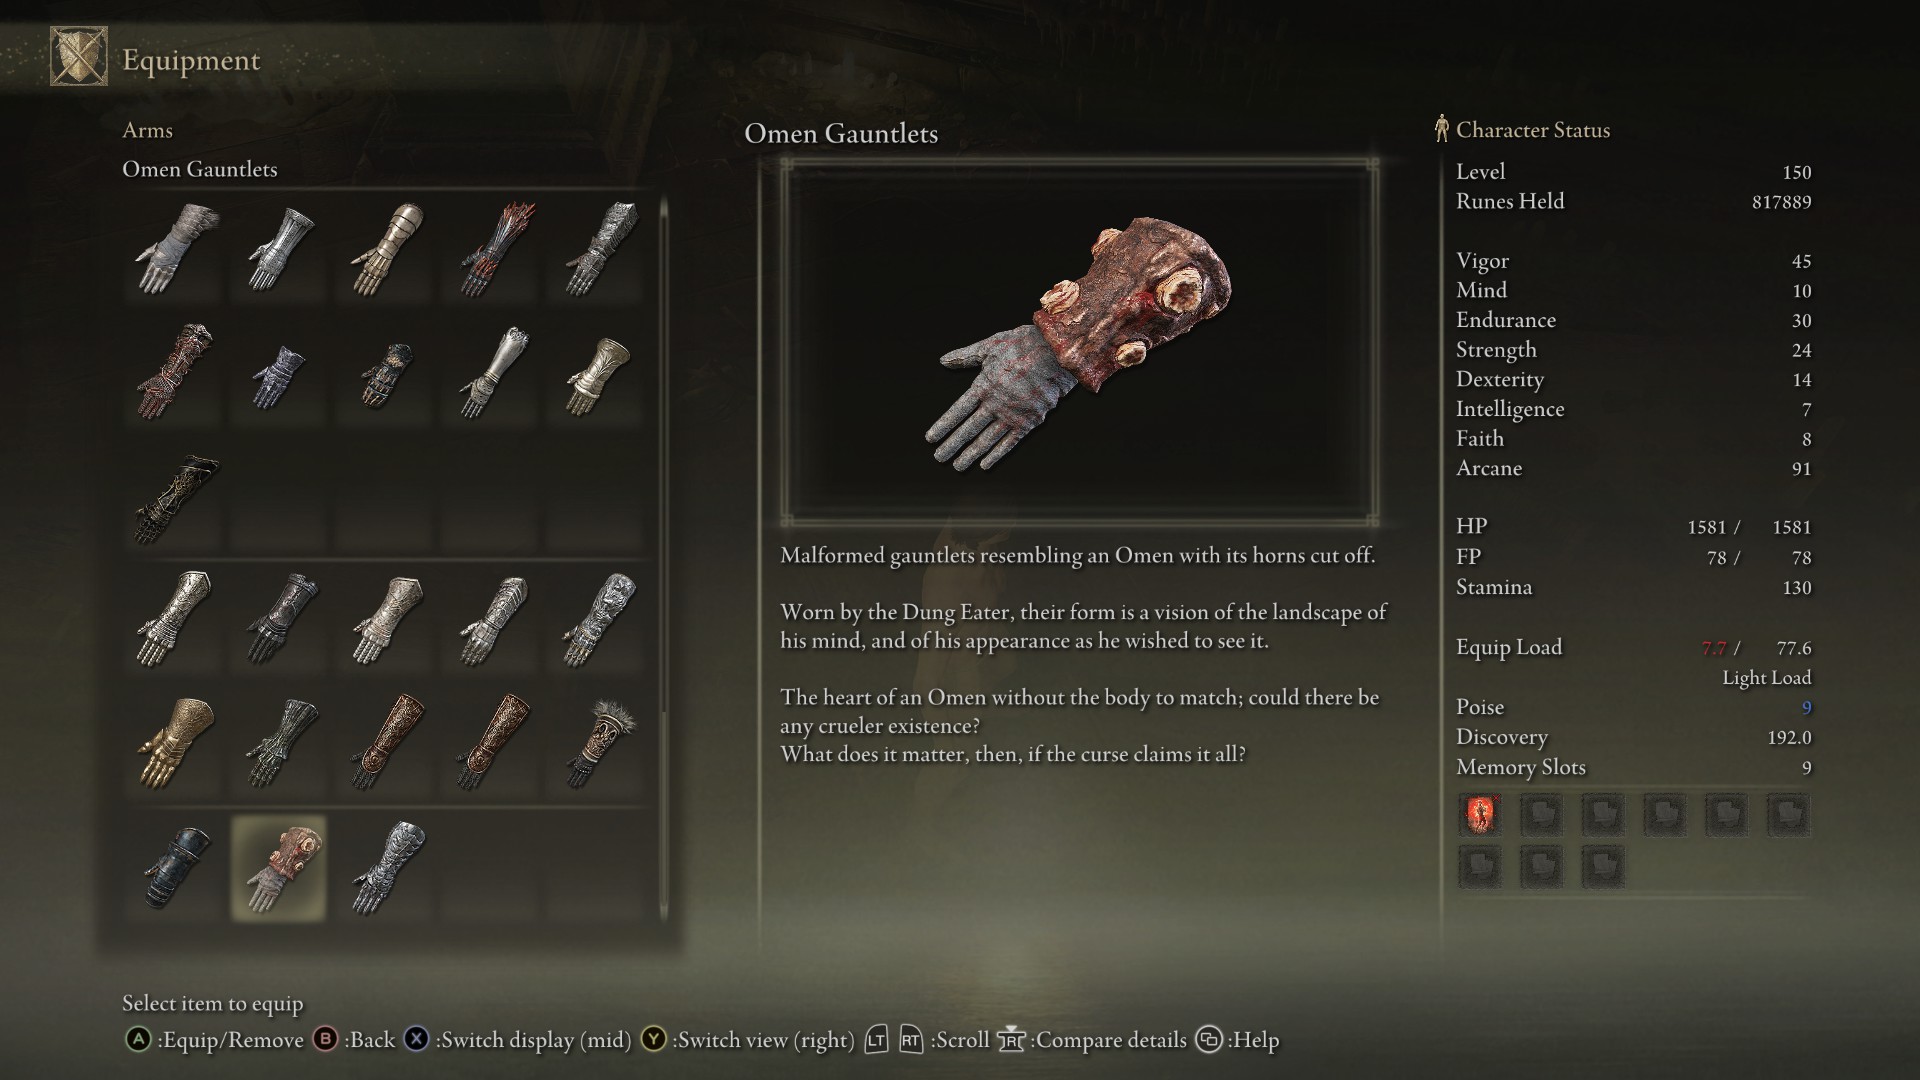 Equipment
Arms
Omen Gauntlets
Omen Gauntlets
Malformed gauntlets resembling an Omen with its horns cut off.
Worn by the Dung Eater, their form is a vision of the landscape of
his mind, and of his appearance as he wished to see it.
The heart of an Omen without the body to match; could there be
any crueler existence?
What does it matter, then, if the curse claims it all?
Character Status
Level 150
Runes Held 817889
Vigor 45
Mind 10
Endurance 30
Strength 24
Dexterity 14
Intelligence 7
Faith 8
Arcane 91
HP 1581 / 1581
FP 78 / 78
Stamina 130
Equip Load 7.7 / 77.6
Light Load
Poise 9
Discovery 192.0
Memory Slots 9
Select item to equip
A :Equip/Remove B :Back X :Switch display (mid) Y :Switch view (right) LT RT :Scroll R :Compare details :Help